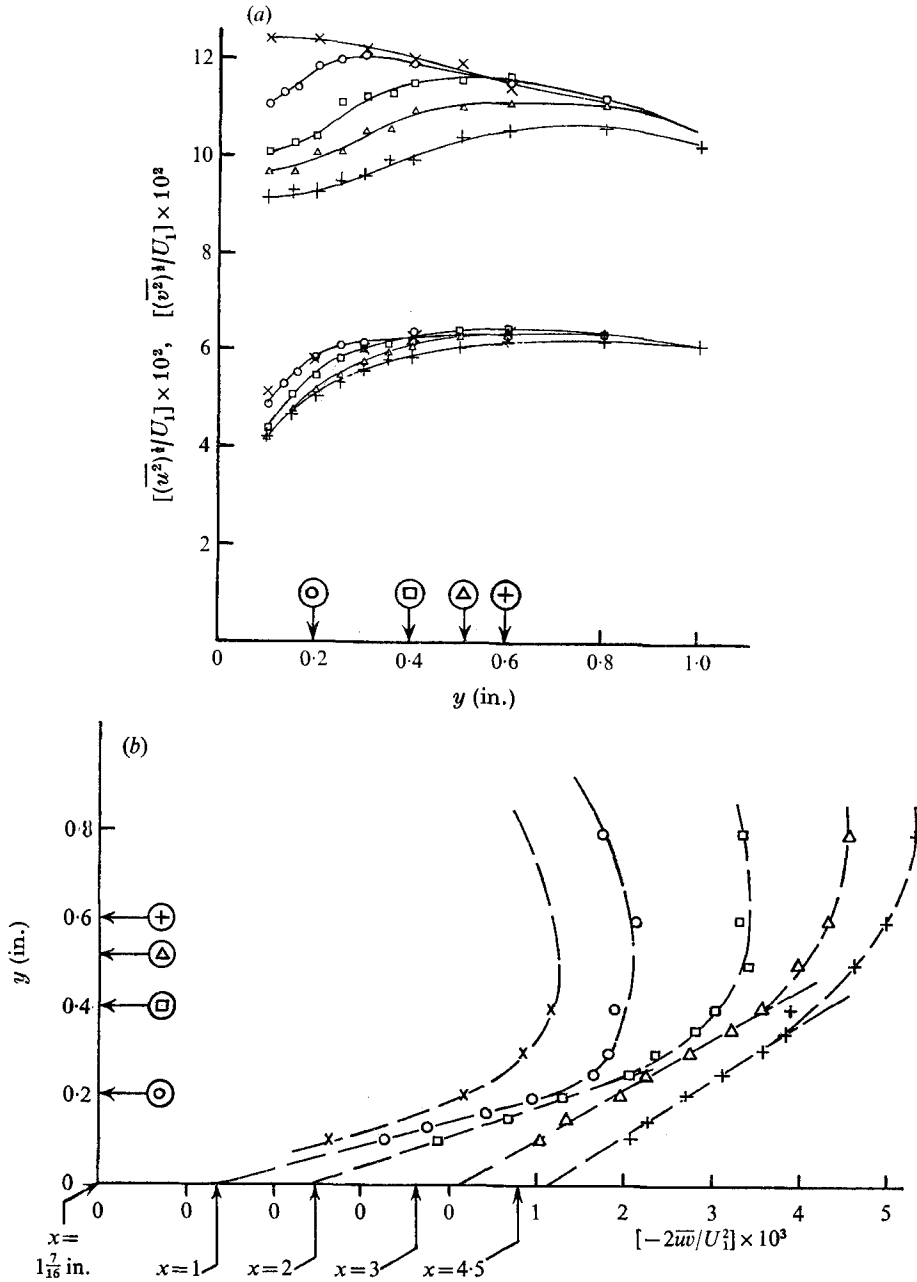 (a)
12
10
8
6
4
2
[(u²)^½/U₁] × 10², [(v²)^½/U₁] × 10²
0 0·2 0·4 0·6 0·8 1·0
y (in.)
(b)
0·8
0·6
0·4
0·2
0
y (in.)
0 0 0 0 0 1 2 3 4 5
x = 1 7/16 in.
x=1
x=2
x=3
x=4·5
[−2uv/U₁²] × 10³